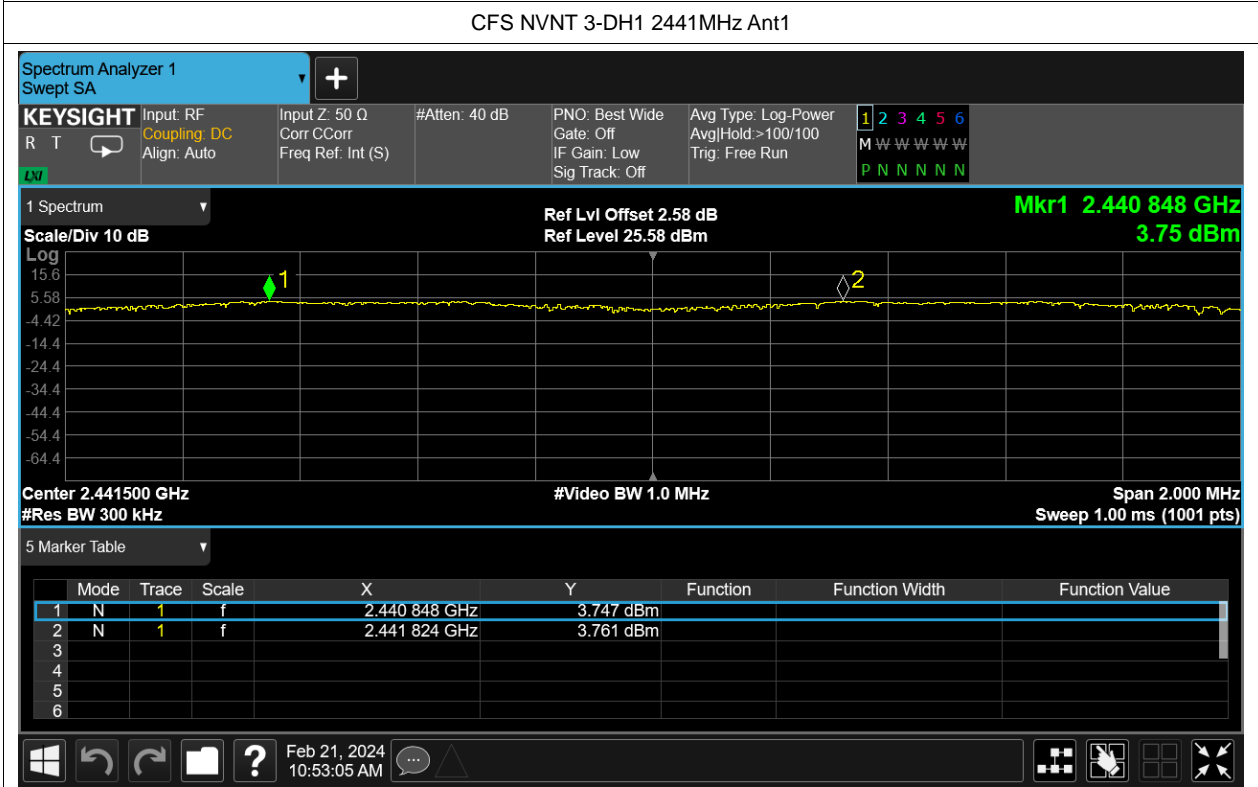 CFS NVNT 3-DH1 2441MHz Ant1
Spectrum Analyzer 1
Swept SA
KEYSIGHT
R T
LXI
Input: RF
Coupling: DC
Align: Auto
Input Z: 50 Ω
Corr CCorr
Freq Ref: Int (S)
#Atten: 40 dB
PNO: Best Wide
Gate: Off
IF Gain: Low
Sig Track: Off
Avg Type: Log-Power
Avg|Hold:>100/100
Trig: Free Run
1 2 3 4 5 6
M W W W W W
P N N N N N
1 Spectrum
Scale/Div 10 dB
Ref Lvl Offset 2.58 dB
Ref Level 25.58 dBm
Mkr1 2.440 848 GHz
3.75 dBm
Log
15.6
5.58
-4.42
-14.4
-24.4
-34.4
-44.4
-54.4
-64.4
1
2
Center 2.441500 GHz
#Res BW 300 kHz
#Video BW 1.0 MHz
Span 2.000 MHz
Sweep 1.00 ms (1001 pts)
5 Marker Table
Mode Trace Scale X Y Function Function Width Function Value
1 N 1 f 2.440 848 GHz 3.747 dBm
2 N 1 f 2.441 824 GHz 3.761 dBm
3
4
5
6
?
Feb 21, 2024
10:53:05 AM